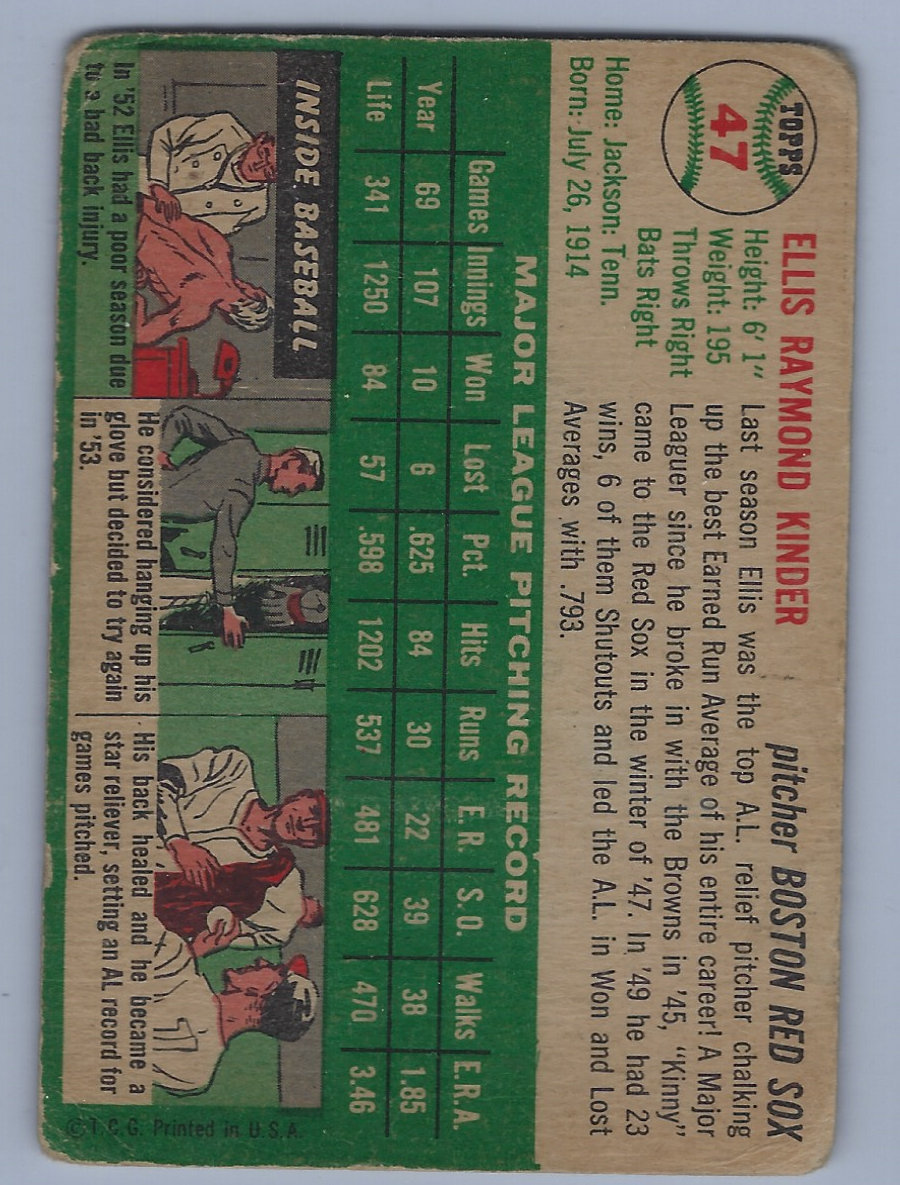 TOPPS
47
ELLIS RAYMOND KINDER
pitcher BOSTON RED SOX
Height: 6' 1"
Weight: 195
Throws Right
Bats Right
Home: Jackson: Tenn.
Born: July 26, 1914
Last season Ellis was the top A.L. relief pitcher chalking
up the best Earned Run Average of his entire career! A Major
Leaguer since he broke in with the Browns in '45, "Kinny"
came to the Red Sox in the winter of '47. In '49 he had 23
wins, 6 of them Shutouts and led the A.L. in Won and Lost
Averages with .793.
MAJOR LEAGUE PITCHING RECORD
Games Innings Won Lost Pct. Hits Runs E.R. S.O. Walks E.R.A.
Year 69 107 10 6 .625 84 30 22 39 38 1.85
Life 341 1250 84 57 .598 1202 537 481 628 470 3.46
INSIDE BASEBALL
In '52 Ellis had a poor season due
to a bad back injury.
He considered hanging up his
glove but decided to try again
in '53.
His back healed and he became a
star reliever, setting an AL record for
games pitched.
© T.C.G. Printed in U.S.A.